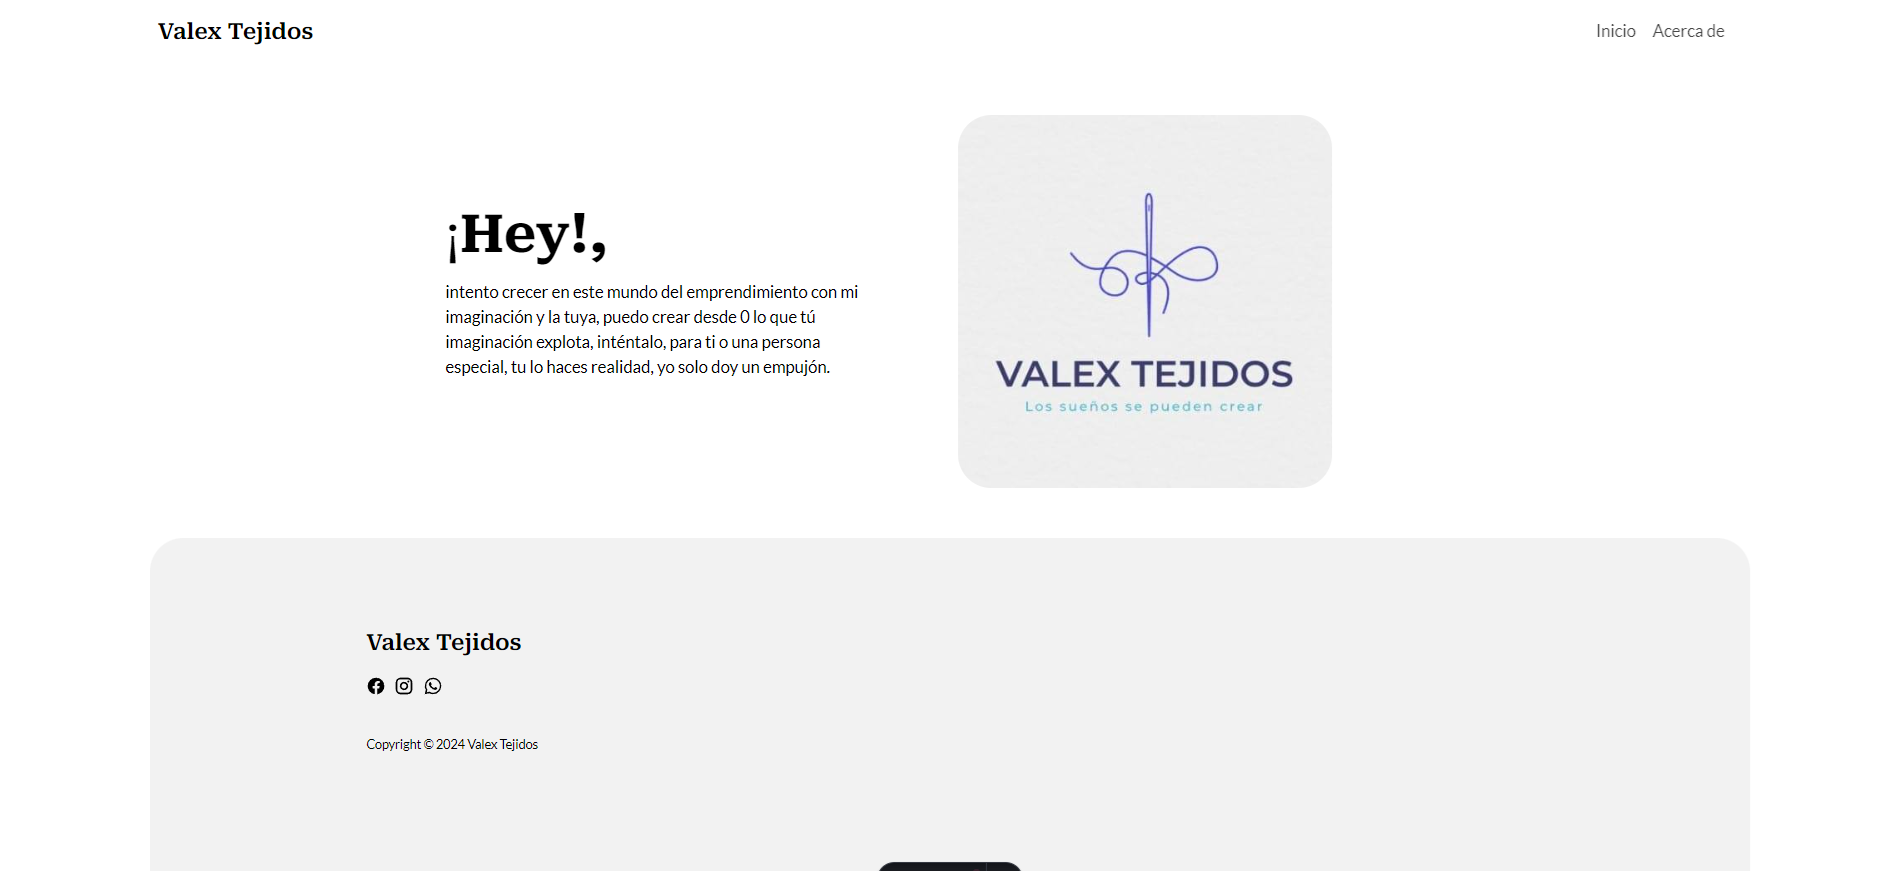 Valex Tejidos
Inicio
Acerca de
¡Hey!,
intento crecer en este mundo del emprendimiento con mi
imaginación y la tuya, puedo crear desde 0 lo que tú
imaginación explota, inténtalo, para ti o una persona
especial, tu lo haces realidad, yo solo doy un empujón.
VALEX TEJIDOS
Los sueños se pueden crear
Valex Tejidos
Copyright © 2024 Valex Tejidos